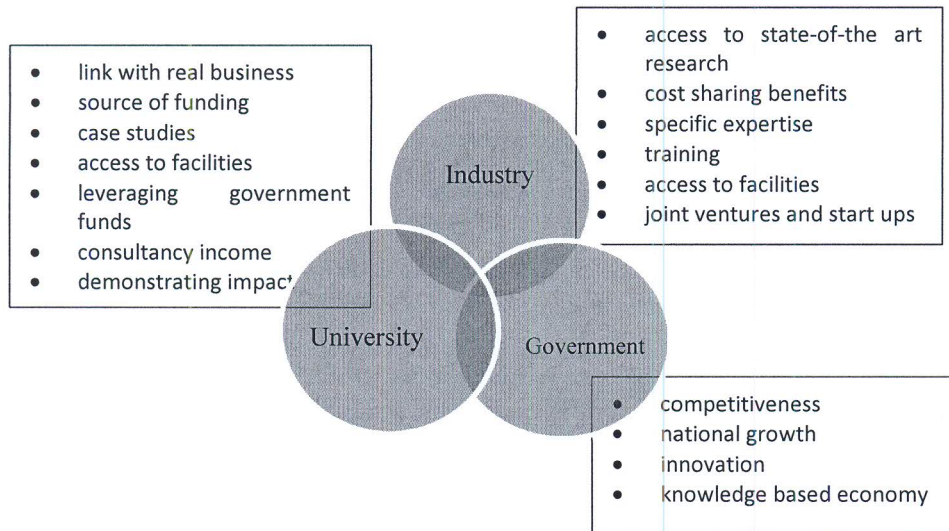 • link with real business
• source of funding
• case studies
• access to facilities
• leveraging government
funds
• consultancy income
• demonstrating impact
• access to state-of-the art
research
• cost sharing benefits
• specific expertise
• training
• access to facilities
• joint ventures and start ups
Industry
University
Government
• competitiveness
• national growth
• innovation
• knowledge based economy